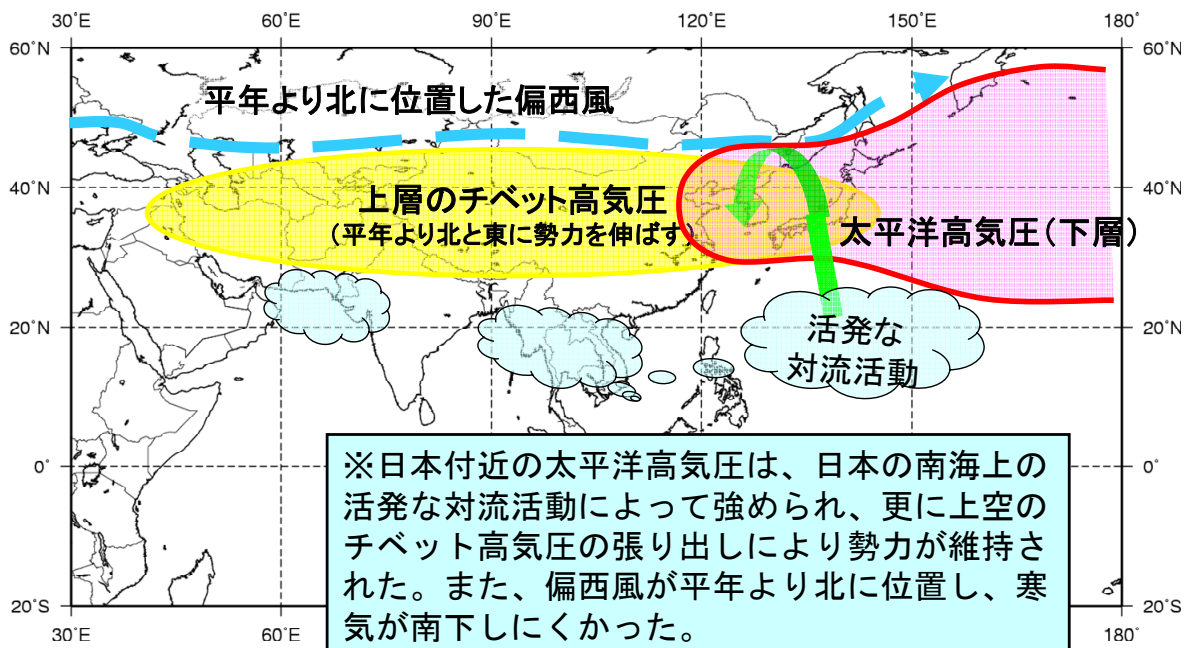 30°E 60°E 90°E 120°E 150°E 180°
60°N 60°N
平年より北に位置した偏西風
40°N 40°N
上層のチベット高気圧
(平年より北と東に勢力を伸ばす)
太平洋高気圧(下層)
20°N 20°N
活発な
対流活動
0° 0°
※日本付近の太平洋高気圧は、日本の南海上の
活発な対流活動によって強められ、更に上空の
チベット高気圧の張り出しにより勢力が維持さ
れた。また、偏西風が平年より北に位置し、寒
気が南下しにくかった。
20°S 20°S
30°E 60°E 180°